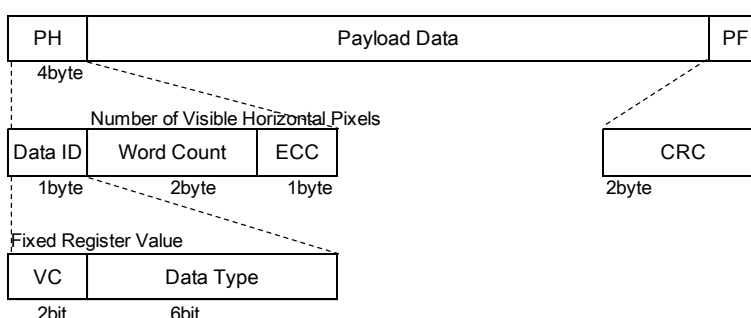 PH Payload Data PF
4byte
Number of Visible Horizontal Pixels
Data ID Word Count ECC CRC
1byte 2byte 1byte 2byte
Fixed Register Value
VC Data Type
2bit 6bit